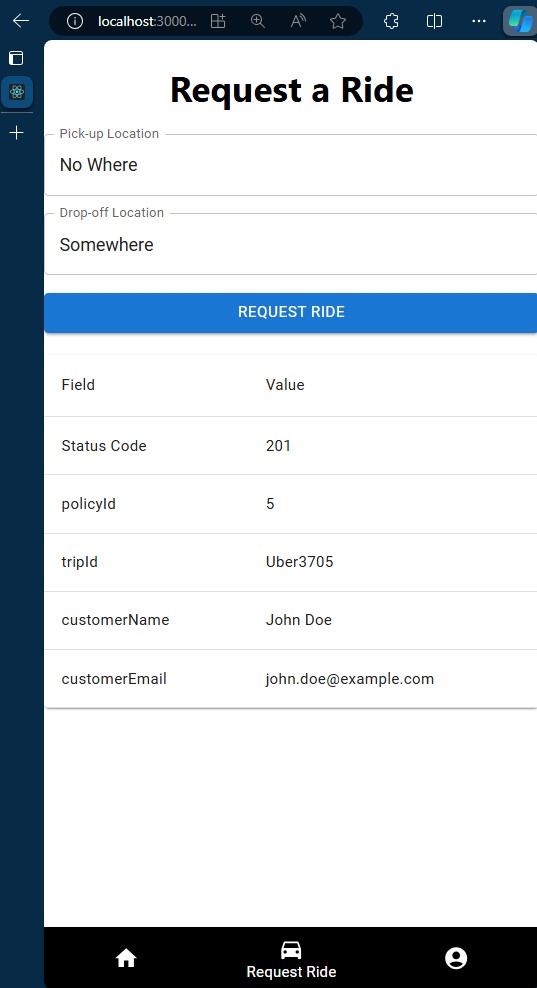 localhost:3000...
Request a Ride
Pick-up Location
No Where
Drop-off Location
Somewhere
REQUEST RIDE
Field Value
Status Code 201
policyId 5
tripId Uber3705
customerName John Doe
customerEmail john.doe@example.com
Request Ride